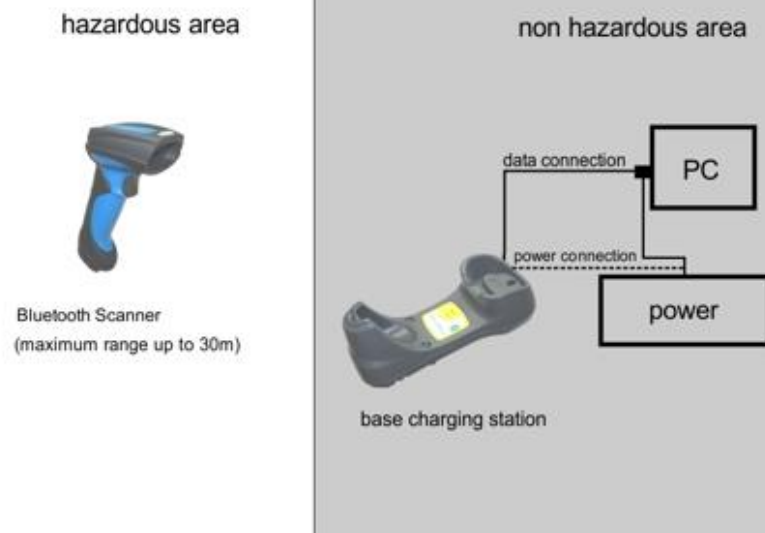 hazardous area
non hazardous area
data connection
PC
power connection
power
Bluetooth Scanner
(maximum range up to 30m)
base charging station